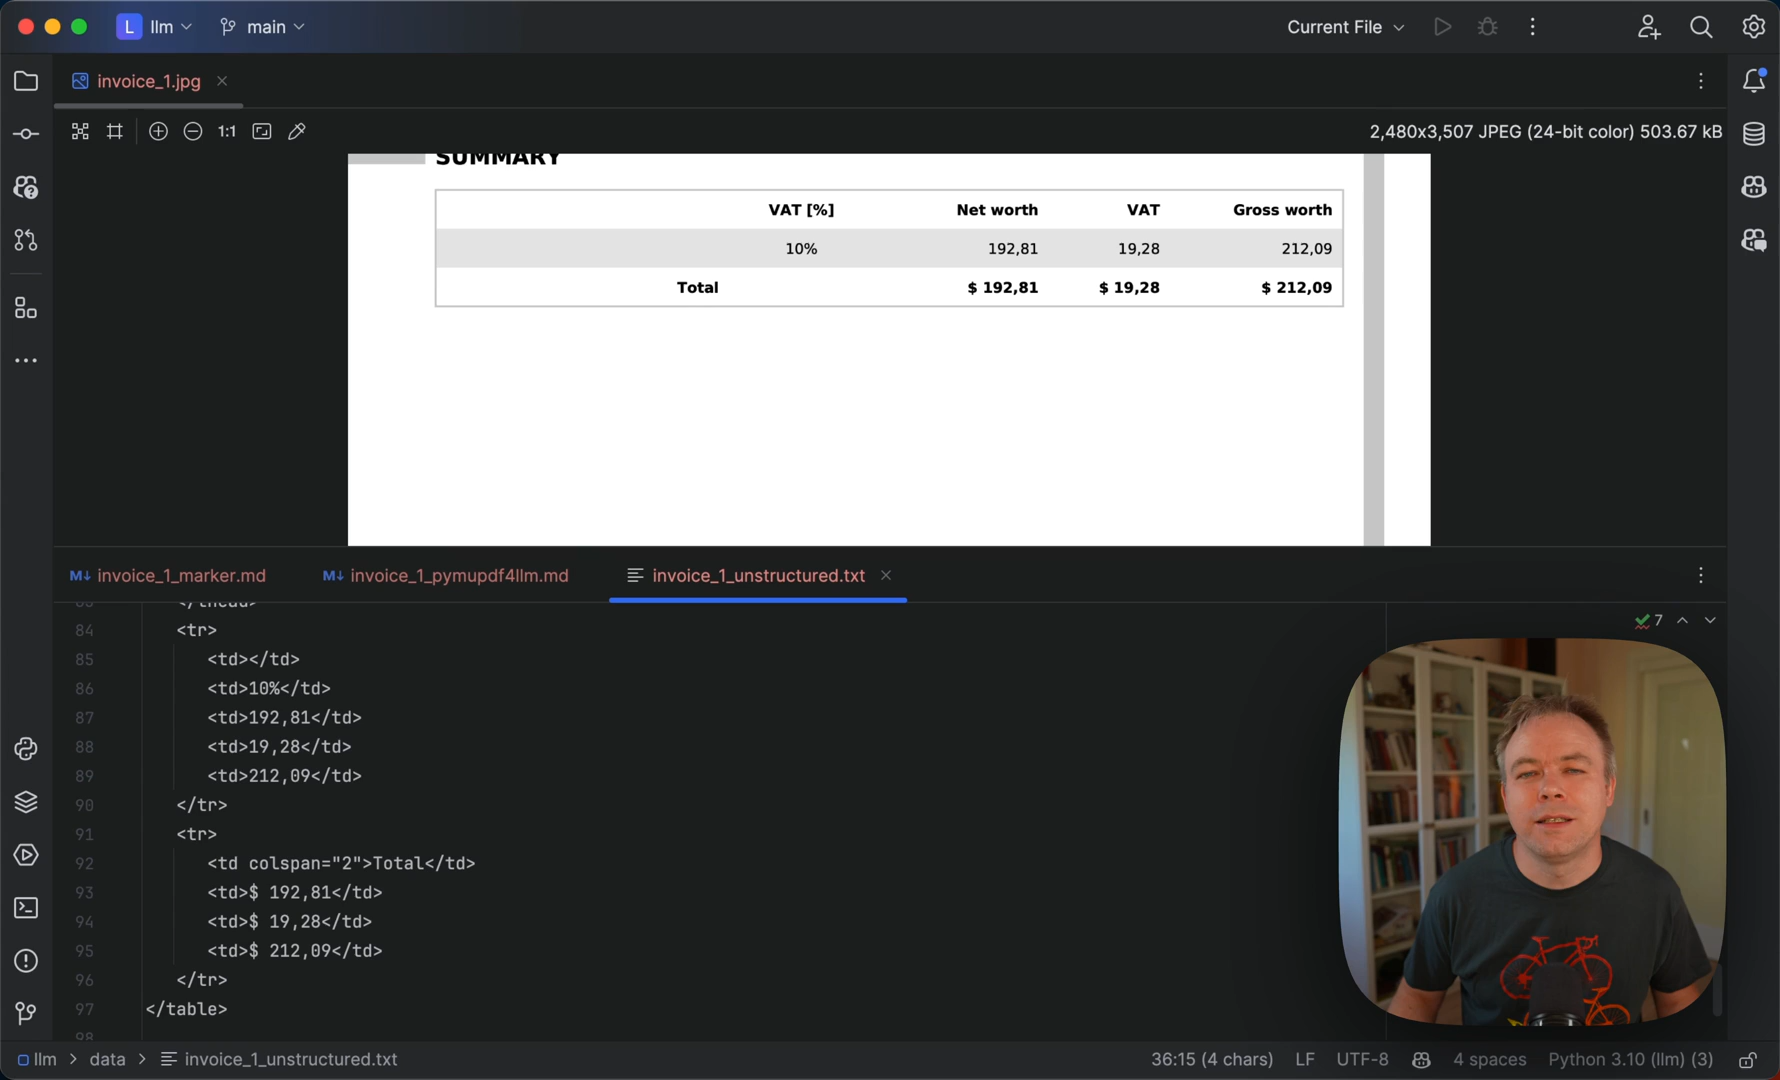 L llm main Current File
invoice_1.jpg
1:1 2,480x3,507 JPEG (24-bit color) 503.67 kB
SUMMARY
VAT [%] Net worth VAT Gross worth
10% 192,81 19,28 212,09
Total $ 192,81 $ 19,28 $ 212,09
M↓ invoice_1_marker.md M↓ invoice_1_pymupdf4llm.md invoice_1_unstructured.txt
83 </thead>
84 <tr> 7
85 <td></td>
86 <td>10%</td>
87 <td>192,81</td>
88 <td>19,28</td>
89 <td>212,09</td>
90 </tr>
91 <tr>
92 <td colspan="2">Total</td>
93 <td>$ 192,81</td>
94 <td>$ 19,28</td>
95 <td>$ 212,09</td>
96 </tr>
97 </table>
98
llm > data > invoice_1_unstructured.txt 36:15 (4 chars) LF UTF-8 4 spaces Python 3.10 (llm) (3)